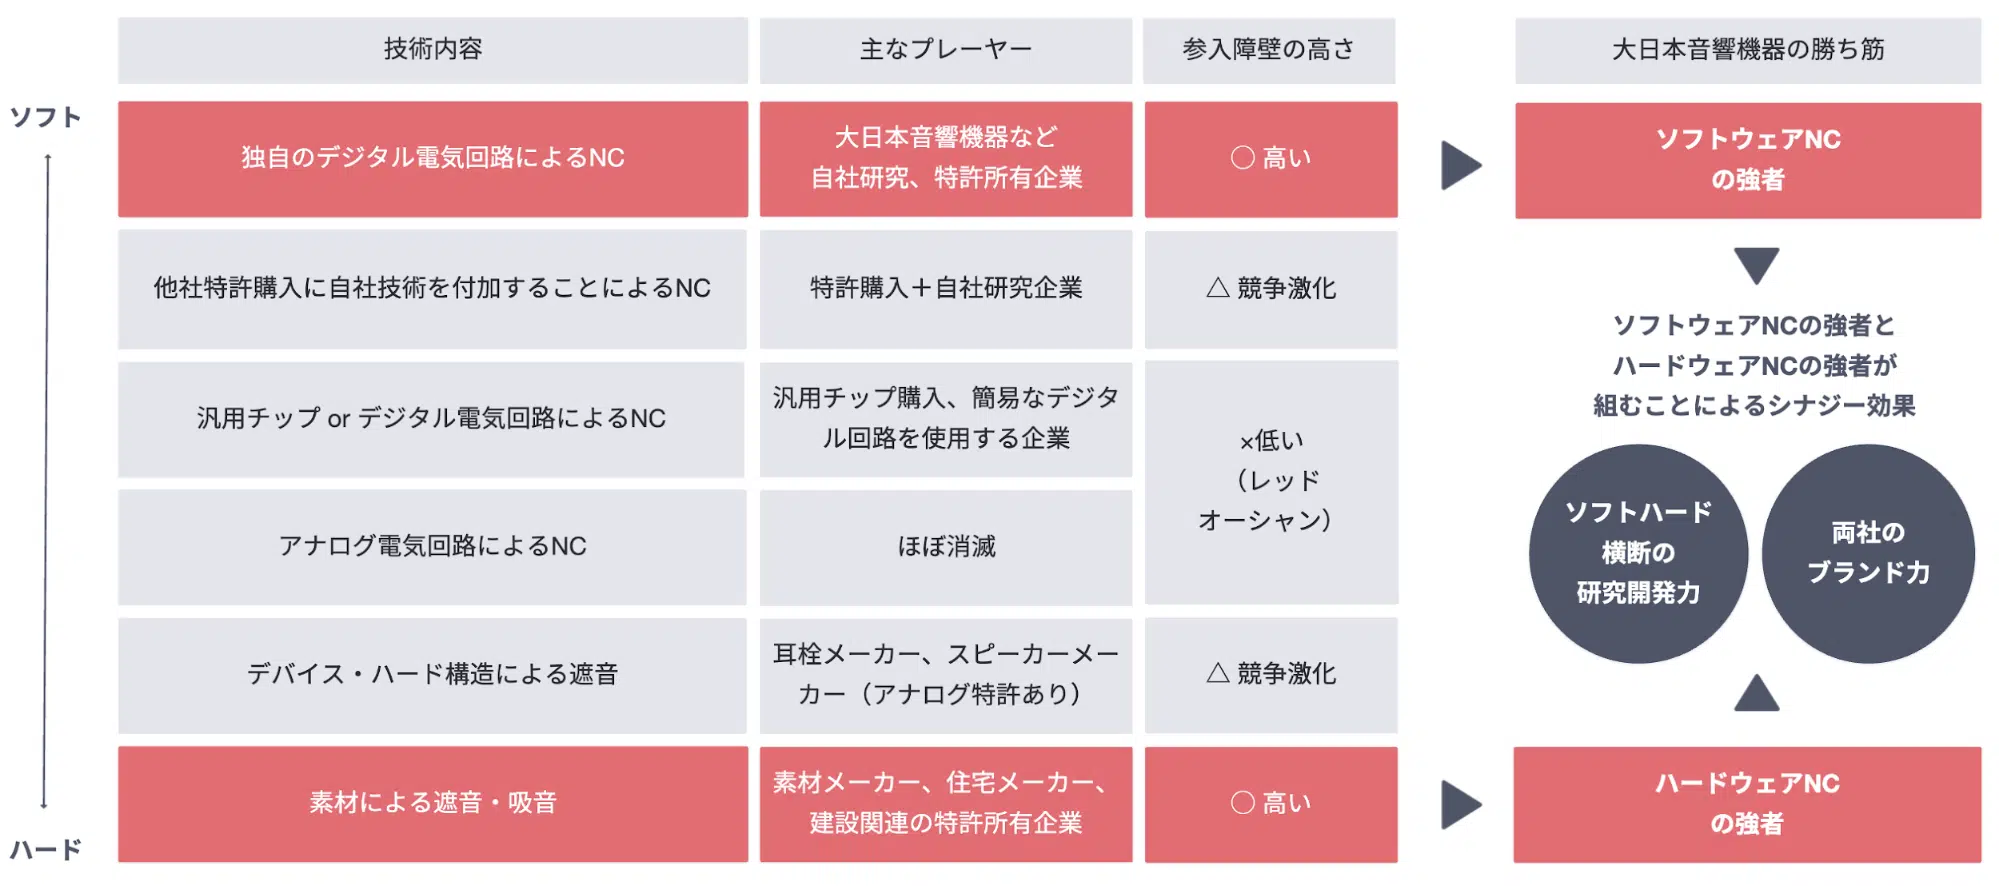 技術内容
主なプレーヤー
参入障壁の高さ
大日本音響機器の勝ち筋
ソフト
独自のデジタル電気回路によるNC
大日本音響機器など
自社研究、特許所有企業
○ 高い
ソフトウェアNC
の強者
他社特許購入に自社技術を付加することによるNC
特許購入＋自社研究企業
△ 競争激化
ソフトウェアNCの強者と
ハードウェアNCの強者が
組むことによるシナジー効果
汎用チップ or デジタル電気回路によるNC
汎用チップ購入、簡易なデジタ
ル回路を使用する企業
×低い
（レッド
オーシャン）
アナログ電気回路によるNC
ほぼ消滅
ソフトハード
横断の
研究開発力
両社の
ブランド力
デバイス・ハード構造による遮音
耳栓メーカー、スピーカーメー
カー（アナログ特許あり）
△ 競争激化
素材による遮音・吸音
素材メーカー、住宅メーカー、
建設関連の特許所有企業
○ 高い
ハードウェアNC
の強者
ハード